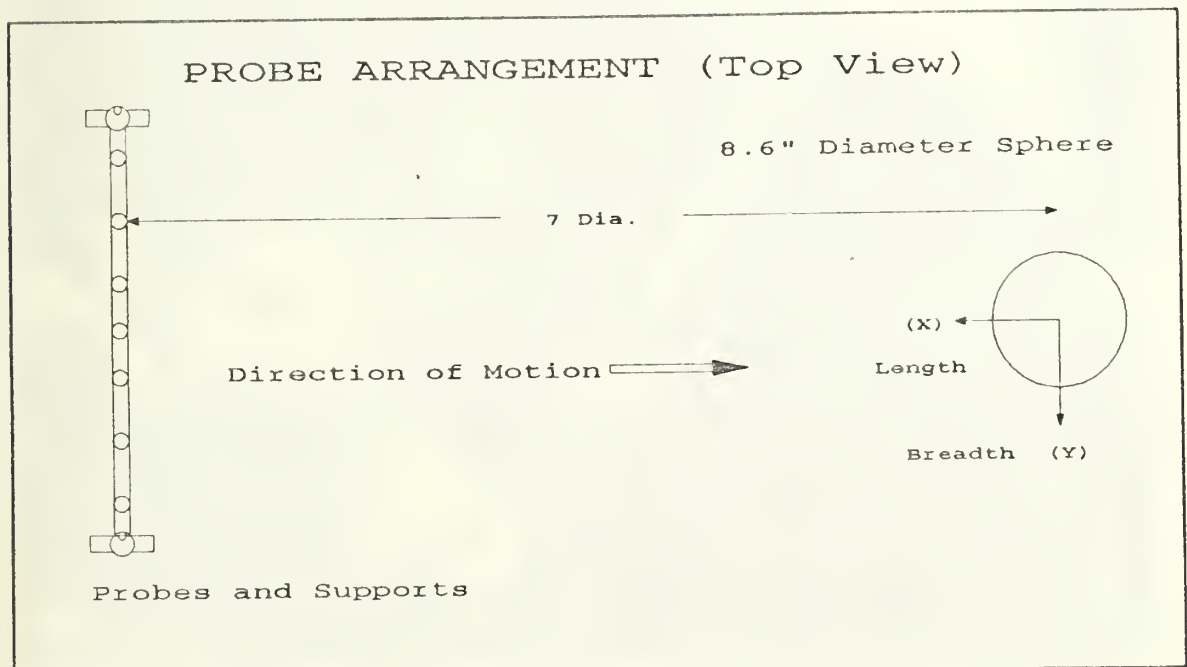 PROBE ARRANGEMENT (Top View)
8.6" Diameter Sphere
7 Dia.
(X)
Direction of Motion
Length
Breadth (Y)
Probes and Supports